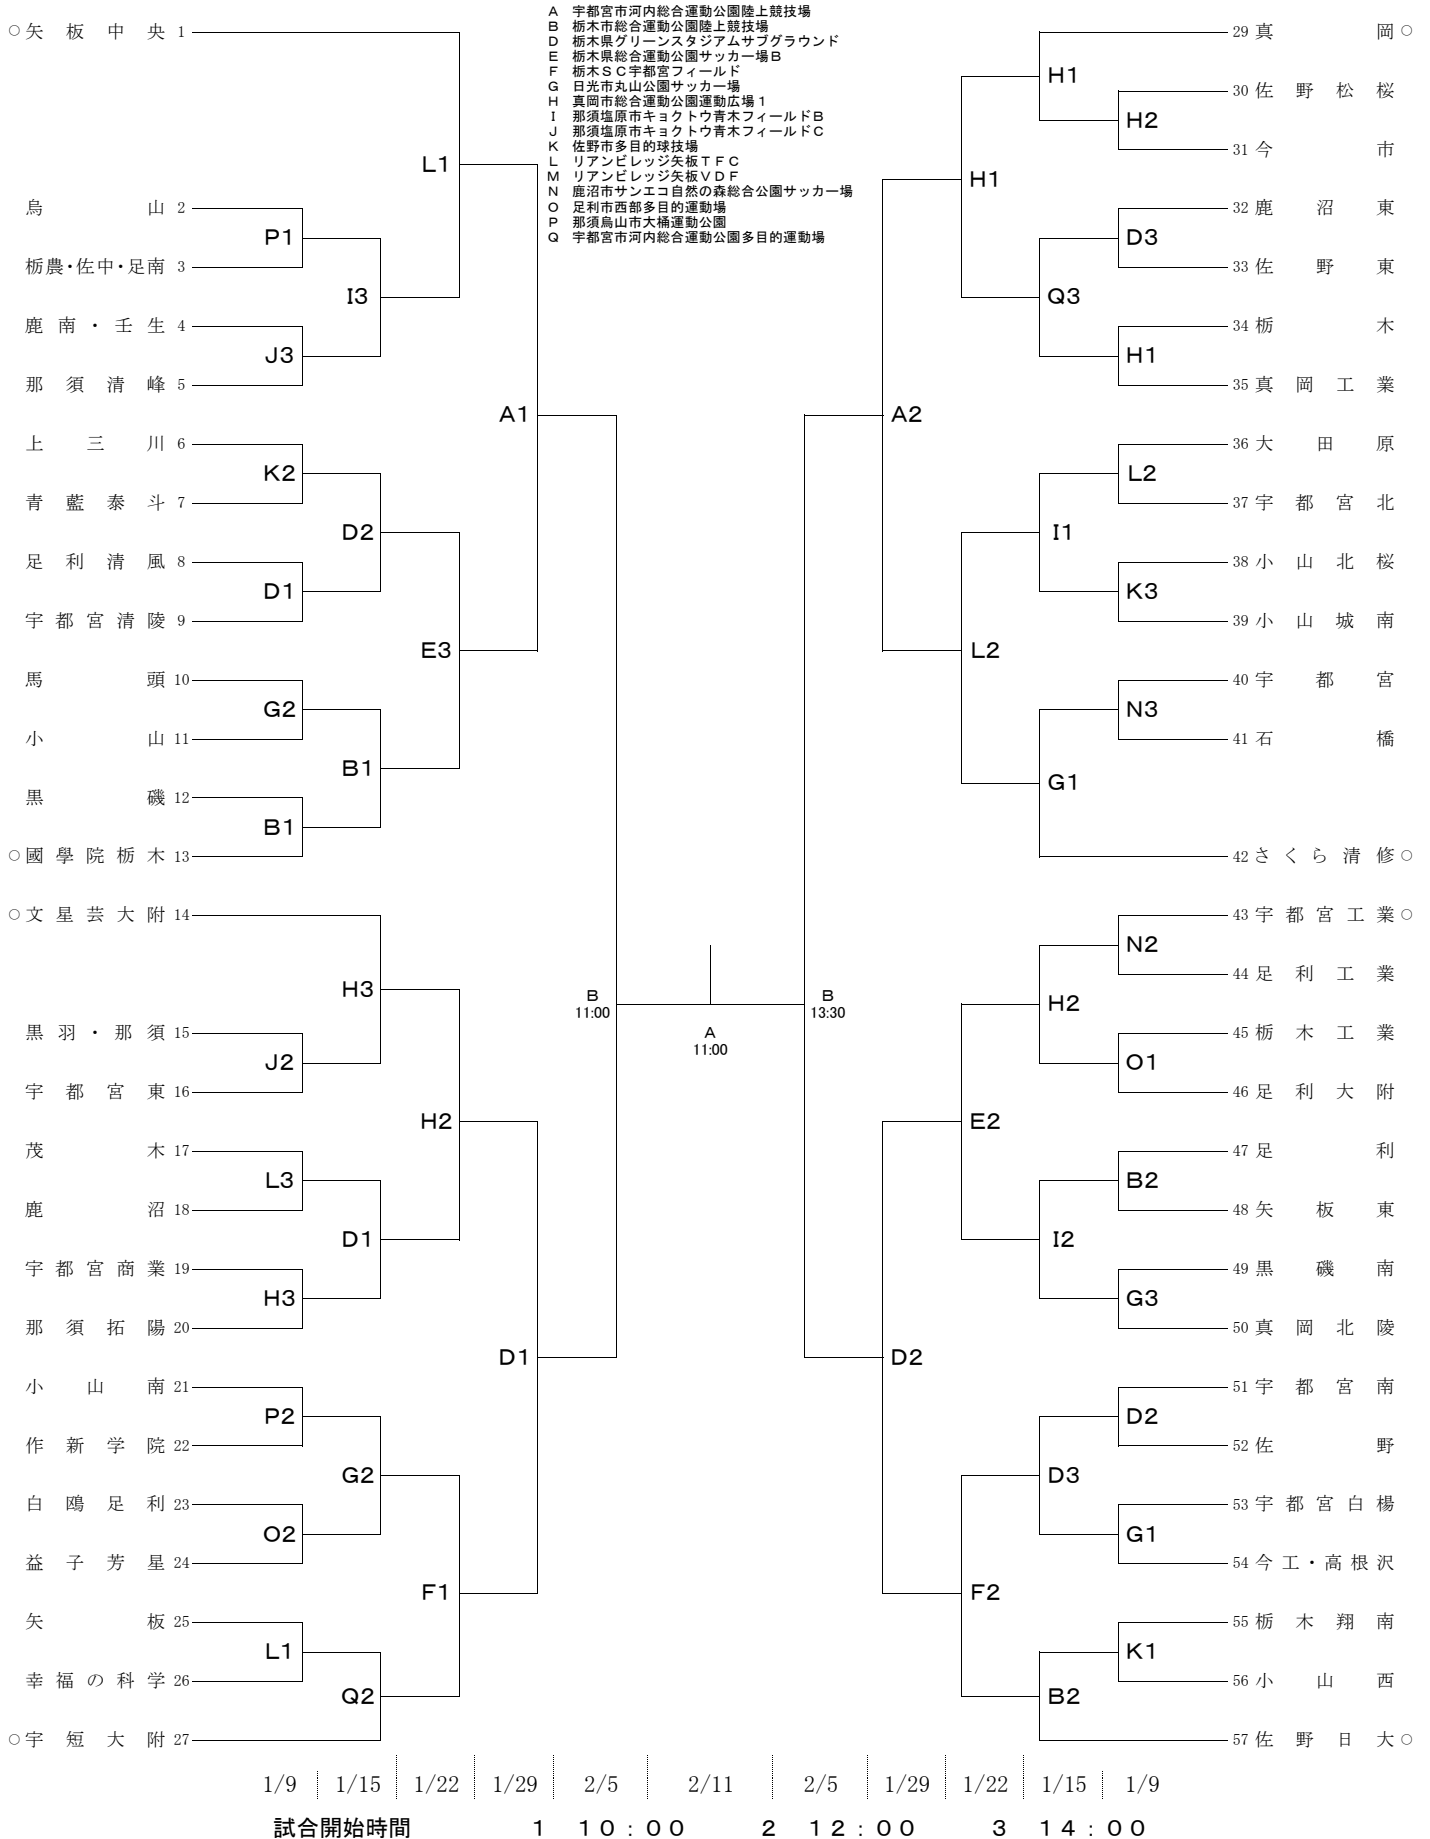 A 宇都宮市河内総合運動公園陸上競技場
B 栃木市総合運動公園陸上競技場
D 栃木県グリーンスタジアムサブグラウンド
E 栃木県総合運動公園サッカー場B
F 栃木SC宇都宮フィールド
G 日光市丸山公園サッカー場
H 真岡市総合運動公園運動広場1
I 那須塩原市キョクトウ青木フィールドB
J 那須塩原市キョクトウ青木フィールドC
K 佐野市多目的球技場
L リアンビレッジ矢板TFC
M リアンビレッジ矢板VDF
N 鹿沼市サンエコ自然の森総合公園サッカー場
O 足利市西部多目的運動場
P 那須烏山市大桶運動公園
Q 宇都宮市河内総合運動公園多目的運動場
○矢板中央 1
烏山 2
栃農・佐中・足南 3
鹿南・壬生 4
那須清峰 5
上三川 6
青藍泰斗 7
足利清風 8
宇都宮清陵 9
馬頭 10
小山 11
黒磯 12
○國學院栃木 13
○文星芸大附 14
黒羽・那須 15
宇都宮東 16
茂木 17
鹿沼 18
宇都宮商業 19
那須拓陽 20
小山南 21
作新学院 22
白鴎足利 23
益子芳星 24
矢板 25
幸福の科学 26
○宇短大附 27
P1
J3
K2
D1
G2
B1
J2
L3
H3
P2
O2
L1
I3
D2
B1
H3
D1
G2
Q2
L1
E3
H2
F1
A1
D1
B
11:00
A
11:00
B
13:30
A2
D2
H1
L2
E2
F2
H1
Q3
I1
G1
H2
I2
D3
B2
H2
D3
H1
L2
K3
N3
N2
O1
B2
G3
D2
G1
K1
29 真岡○
30 佐野松桜
31 今市
32 鹿沼東
33 佐野東
34 栃木
35 真岡工業
36 大田原
37 宇都宮北
38 小山北桜
39 小山城南
40 宇都宮
41 石橋
42 さくら清修○
43 宇都宮工業○
44 足利工業
45 栃木工業
46 足利大附
47 足利
48 矢板東
49 黒磯南
50 真岡北陵
51 宇都宮南
52 佐野
53 宇都宮白楊
54 今工・高根沢
55 栃木翔南
56 小山西
57 佐野日大○
1/9 1/15 1/22 1/29 2/5 2/11 2/5 1/29 1/22 1/15 1/9
試合開始時間 1 10:00 2 12:00 3 14:00